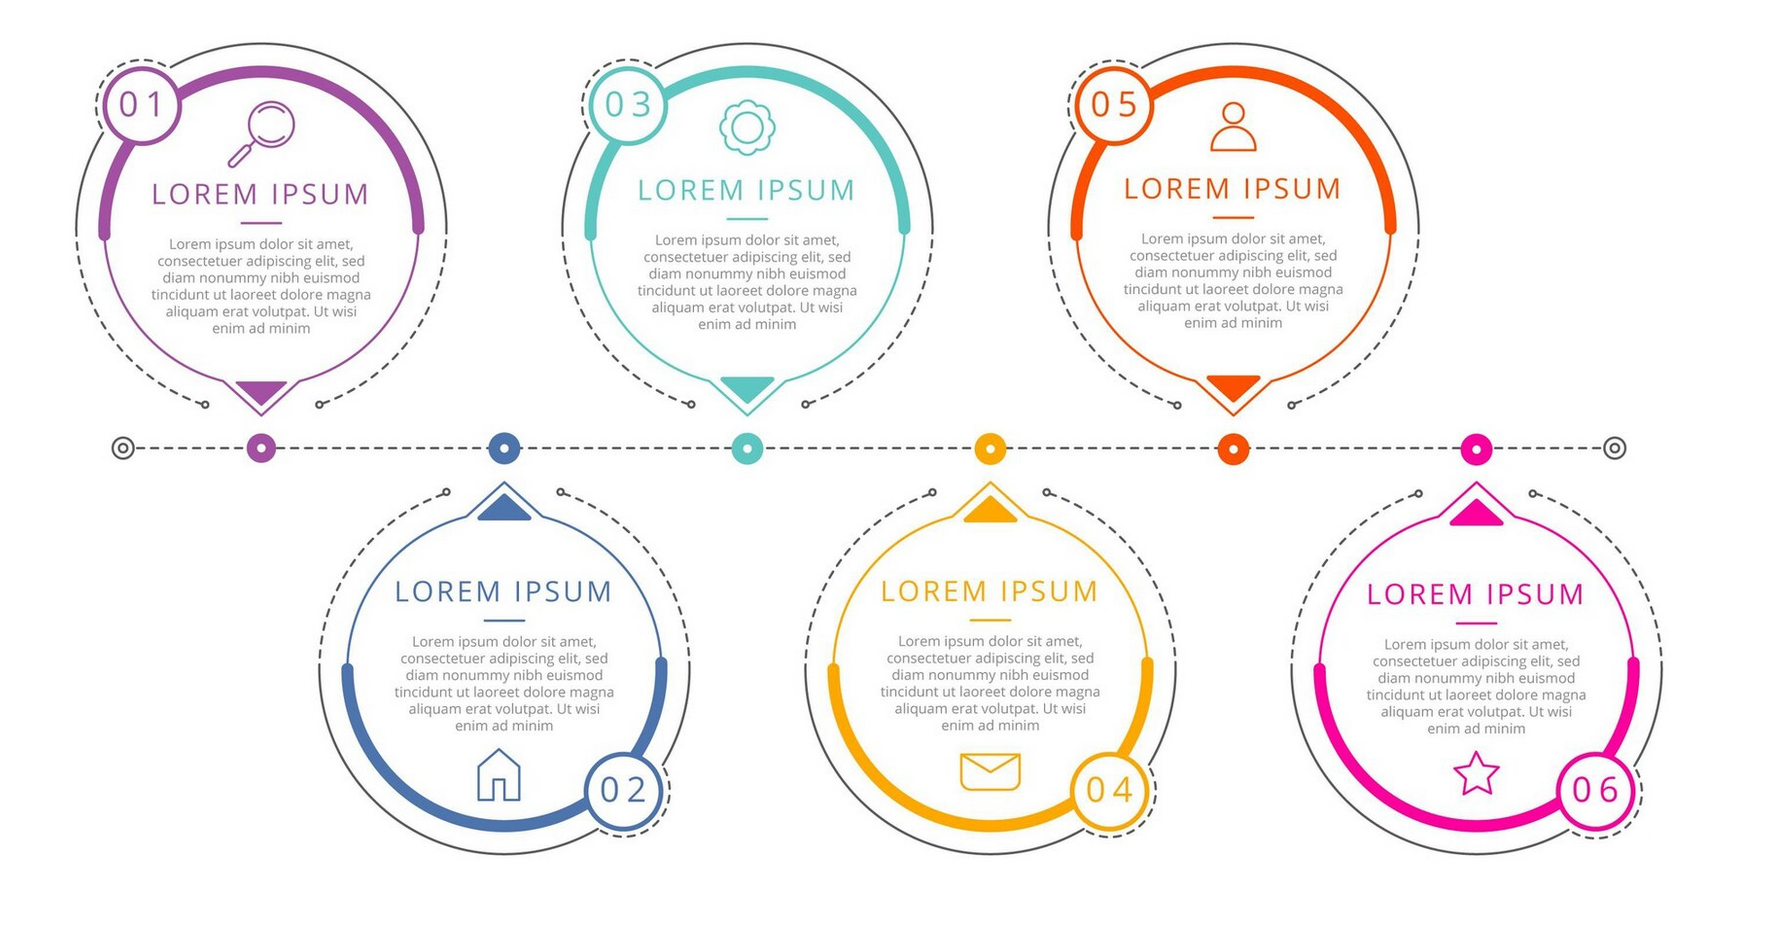 01
LOREM IPSUM
Lorem ipsum dolor sit amet,
consectetuer adipiscing elit, sed
diam nonummy nibh euismod
tincidunt ut laoreet dolore magna
aliquam erat volutpat. Ut wisi
enim ad minim
LOREM IPSUM
Lorem ipsum dolor sit amet,
consectetuer adipiscing elit, sed
diam nonummy nibh euismod
tincidunt ut laoreet dolore magna
aliquam erat volutpat. Ut wisi
enim ad minim
02
03
LOREM IPSUM
Lorem ipsum dolor sit amet,
consectetuer adipiscing elit, sed
diam nonummy nibh euismod
tincidunt ut laoreet dolore magna
aliquam erat volutpat. Ut wisi
enim ad minim
LOREM IPSUM
Lorem ipsum dolor sit amet,
consectetuer adipiscing elit, sed
diam nonummy nibh euismod
tincidunt ut laoreet dolore magna
aliquam erat volutpat. Ut wisi
enim ad minim
04
05
LOREM IPSUM
Lorem ipsum dolor sit amet,
consectetuer adipiscing elit, sed
diam nonummy nibh euismod
tincidunt ut laoreet dolore magna
aliquam erat volutpat. Ut wisi
enim ad minim
LOREM IPSUM
Lorem ipsum dolor sit amet,
consectetuer adipiscing elit, sed
diam nonummy nibh euismod
tincidunt ut laoreet dolore magna
aliquam erat volutpat. Ut wisi
enim ad minim
06